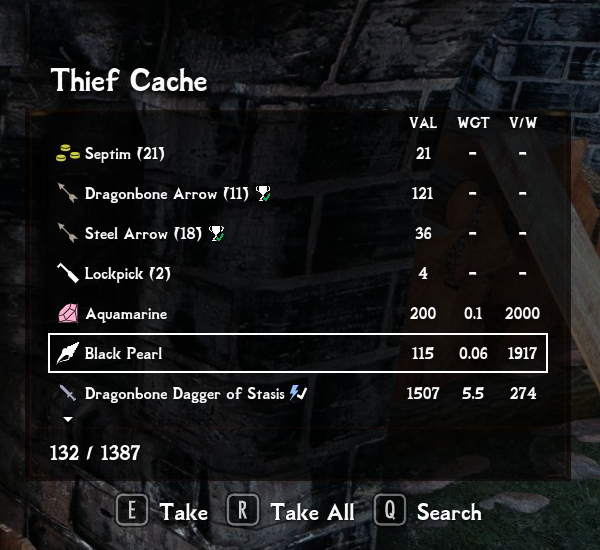 Thief Cache
VAL WGT V/W
Septim (21) 21 - -
Dragonbone Arrow (11) 121 - -
Steel Arrow (18) 36 - -
Lockpick (2) 4 - -
Aquamarine 200 0.1 2000
Black Pearl 115 0.06 1917
Dragonbone Dagger of Stasis 1507 5.5 274
132 / 1387
E Take R Take All Q Search